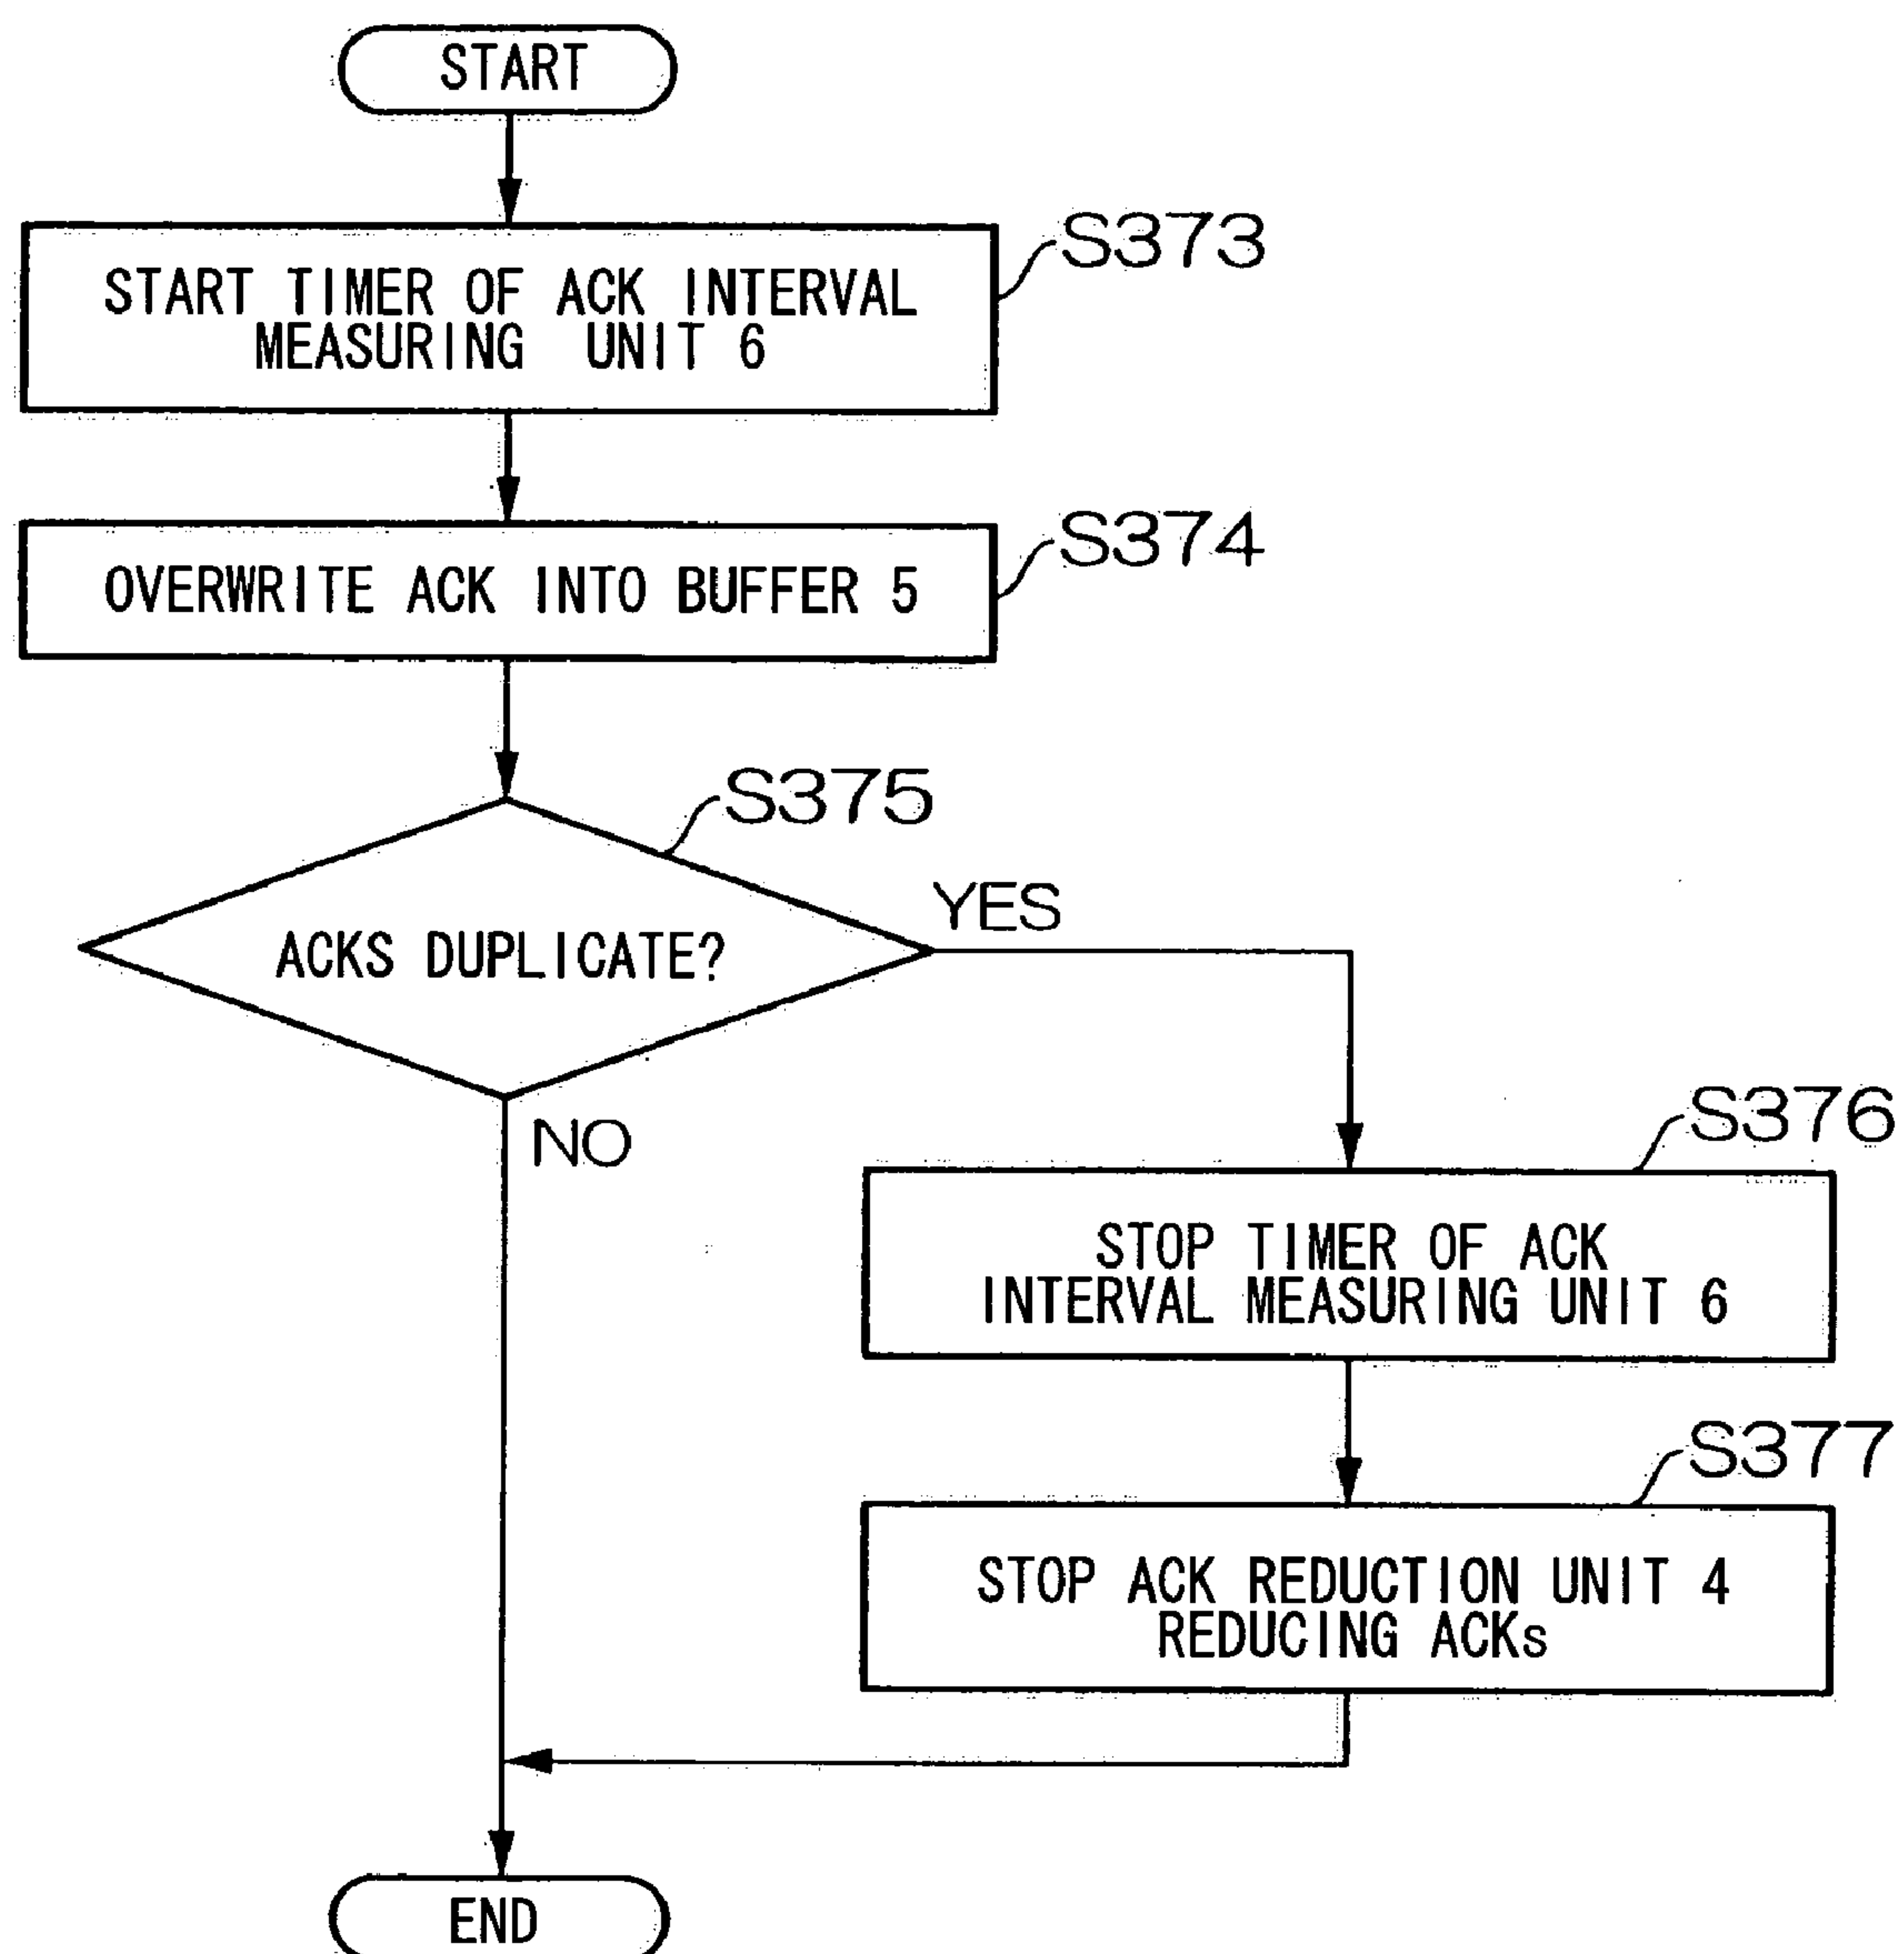 START
S373
START TIMER OF ACK INTERVAL
MEASURING UNIT 6
S374
OVERWRITE ACK INTO BUFFER 5
S375
ACKS DUPLICATE?
YES
NO
S376
STOP TIMER OF ACK
INTERVAL MEASURING UNIT 6
S377
STOP ACK REDUCTION UNIT 4
REDUCING ACKs
END